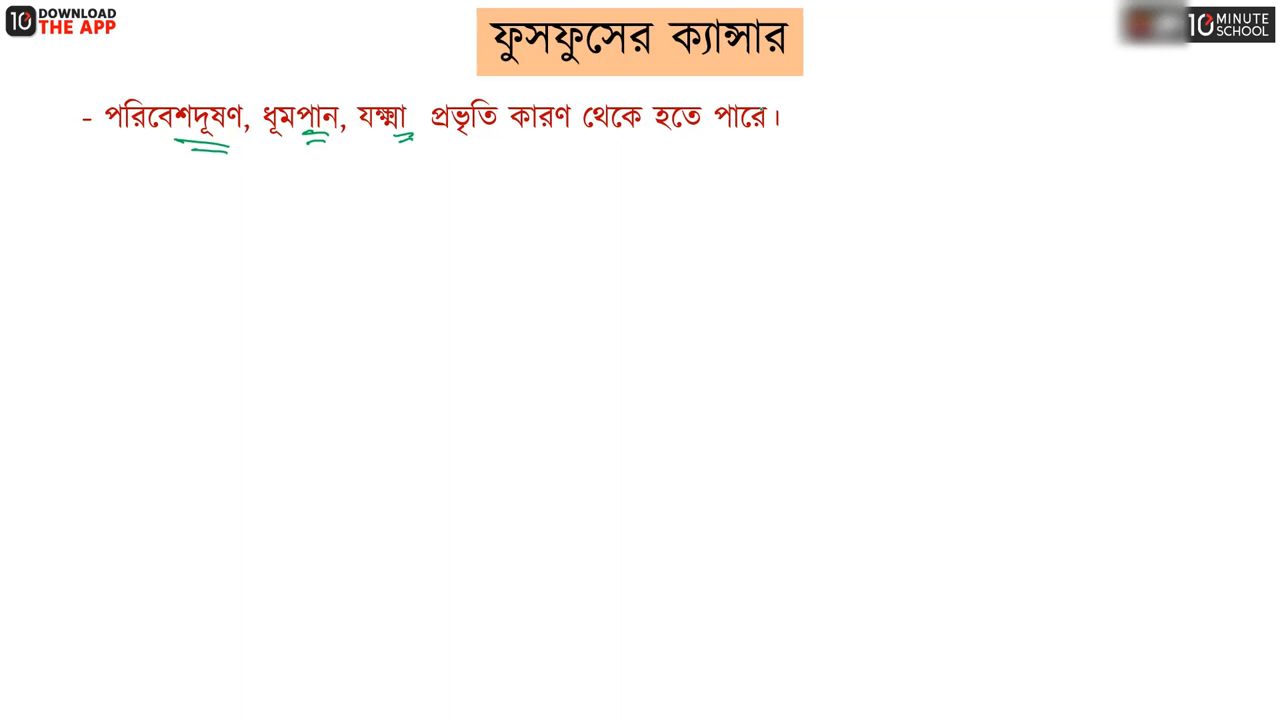 10 DOWNLOAD THE APP
ফুসফুসের ক্যান্সার
10 MINUTE SCHOOL
- পরিবেশদূষণ, ধূমপান, যক্ষ্মা প্রভৃতি কারণ থেকে হতে পারে।